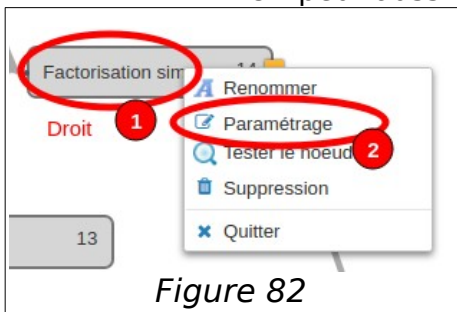 Factorisation sim
14
Renommer
Droit
1
Paramétrage
Tester le noeud
2
Suppression
13
Quitter
Figure 82